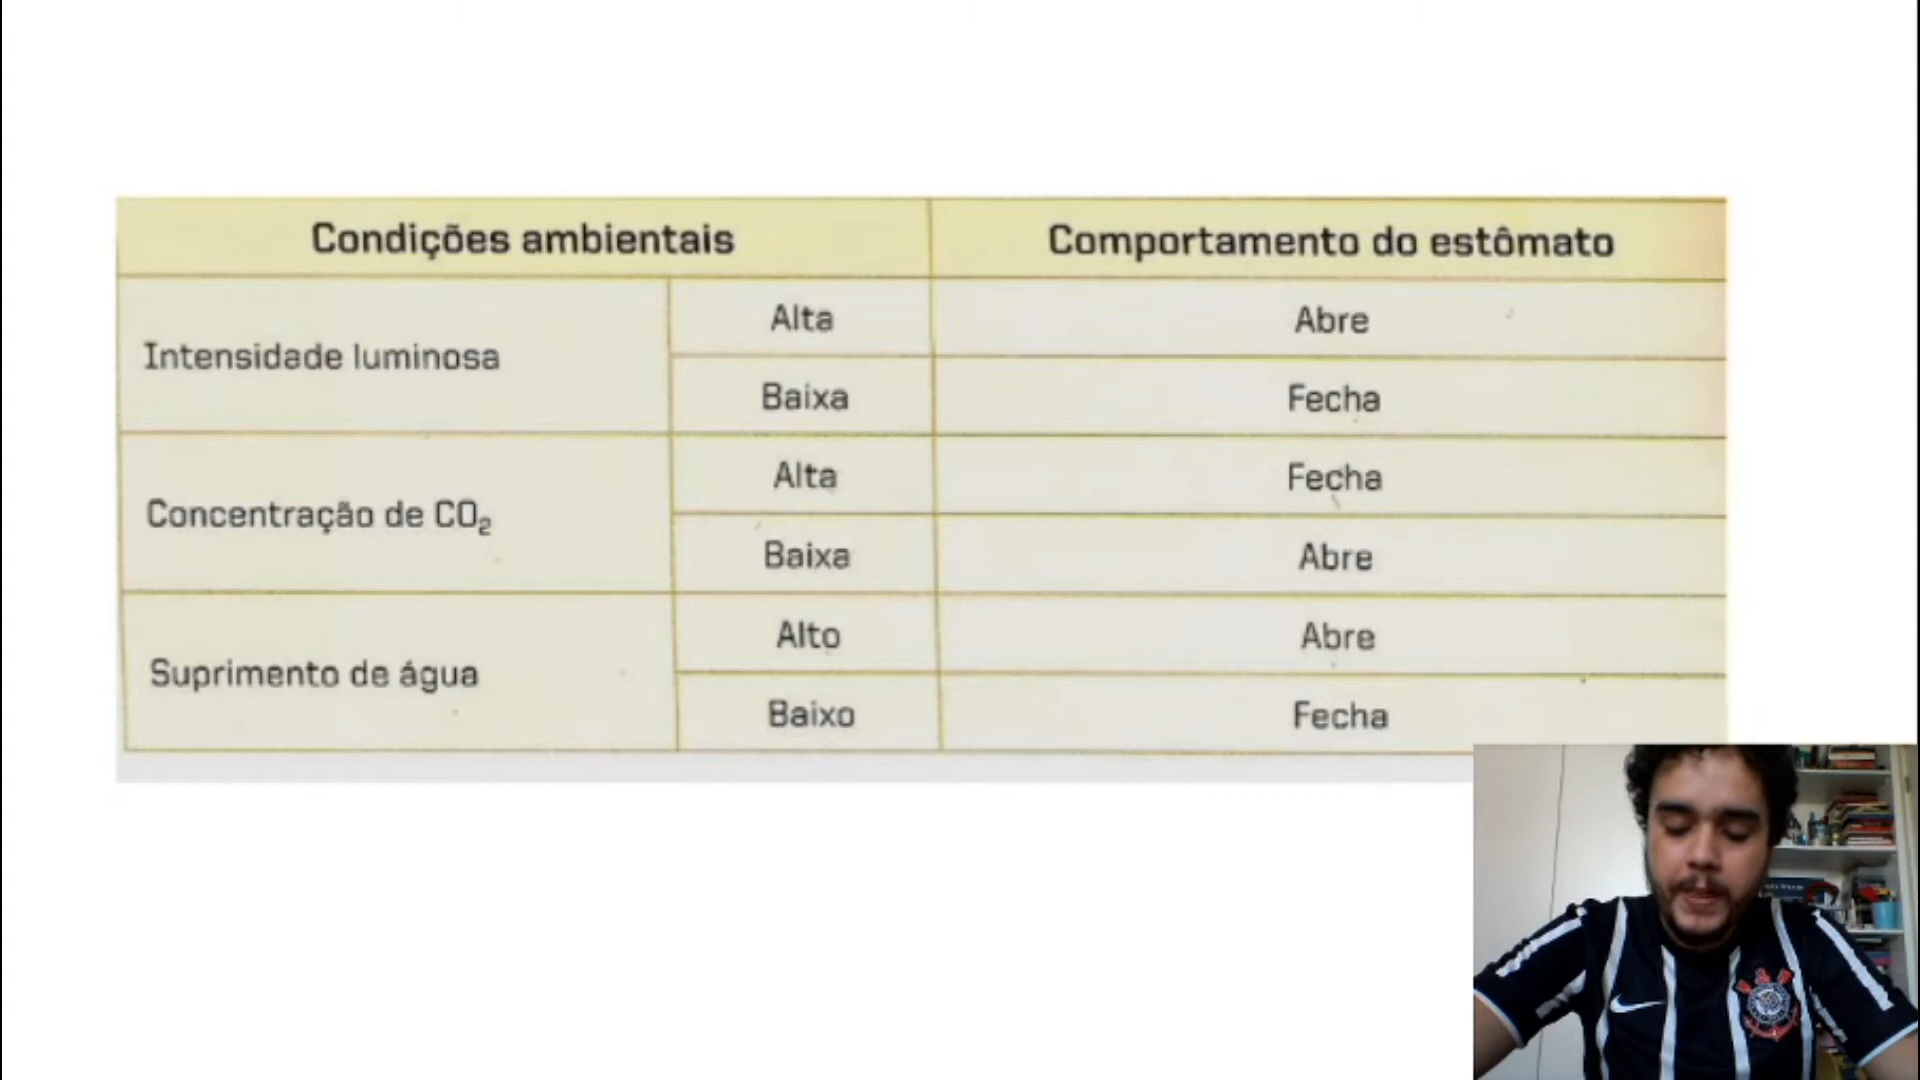 Condições ambientais Comportamento do estômato
Intensidade luminosa
Alta Abre
Baixa Fecha
Concentração de CO₂
Alta Fecha
Baixa Abre
Suprimento de água
Alto Abre
Baixo Fecha